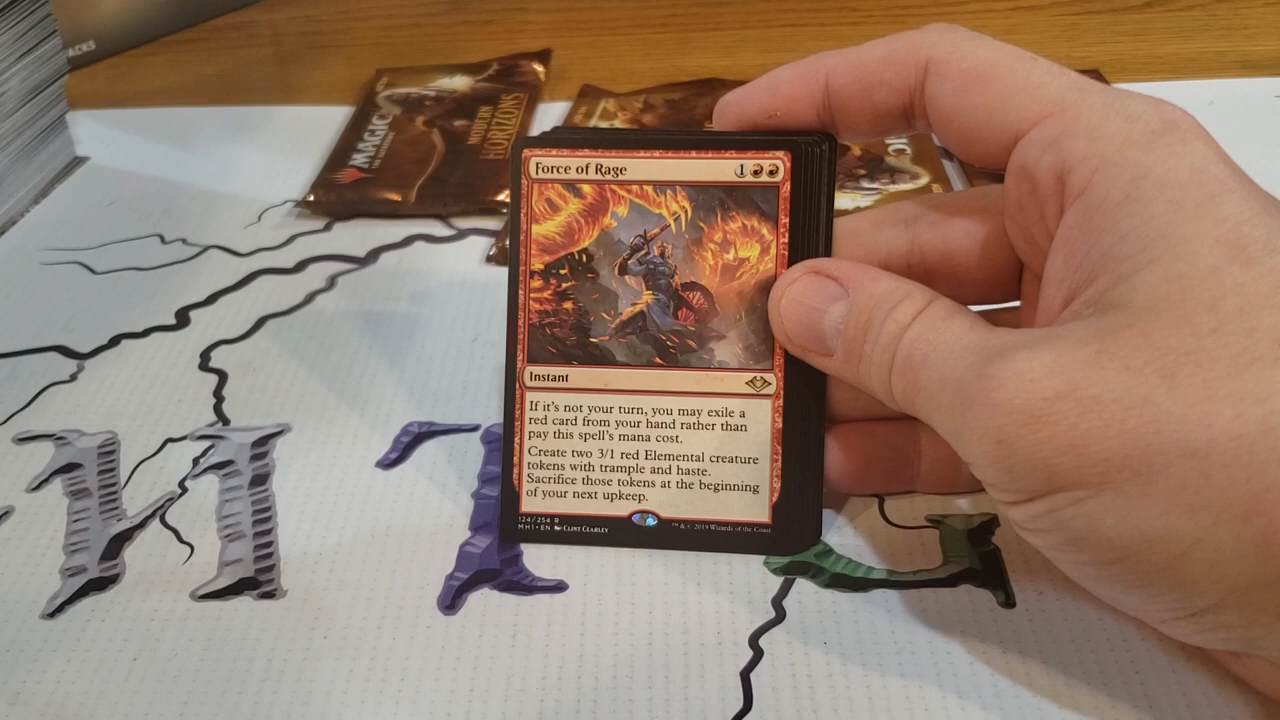 ACKS
MAGIC
MODERN
HORIZONS
IC
Force of Rage 1
Instant
If it's not your turn, you may exile a
red card from your hand rather than
pay this spell's mana cost.
Create two 3/1 red Elemental creature
tokens with trample and haste.
Sacrifice those tokens at the beginning
of your next upkeep.
124/254 R
MH1 • EN Clint Cearley
™ & © 2019 Wizards of the Coast